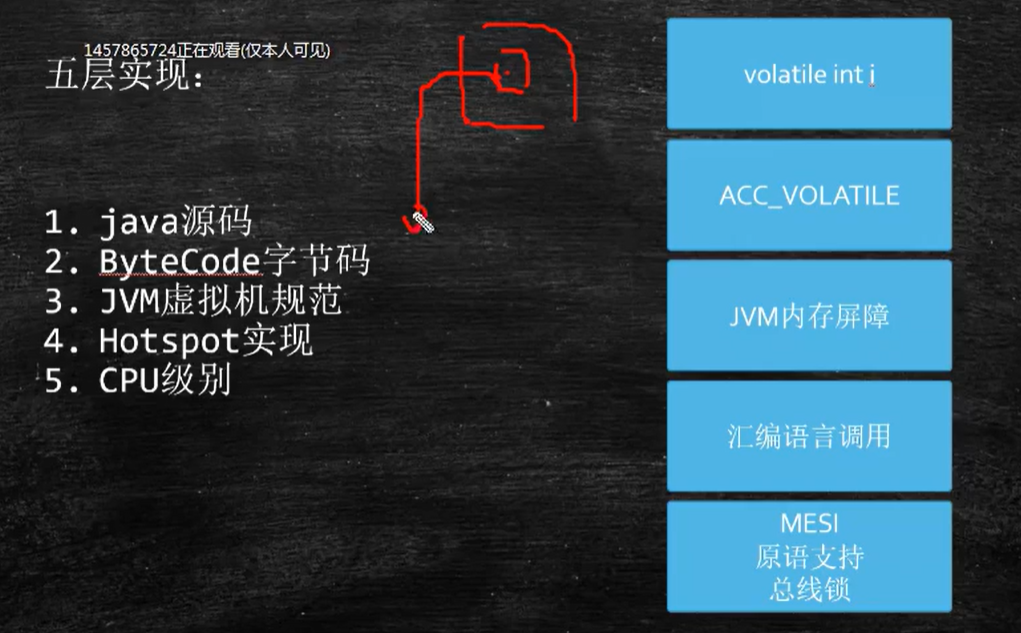 1457865724正在观看(仅本人可见)
五层实现：
1. java源码
2. ByteCode字节码
3. JVM虚拟机规范
4. Hotspot实现
5. CPU级别
volatile int i
ACC_VOLATILE
JVM内存屏障
汇编语言调用
MESI
原语支持
总线锁